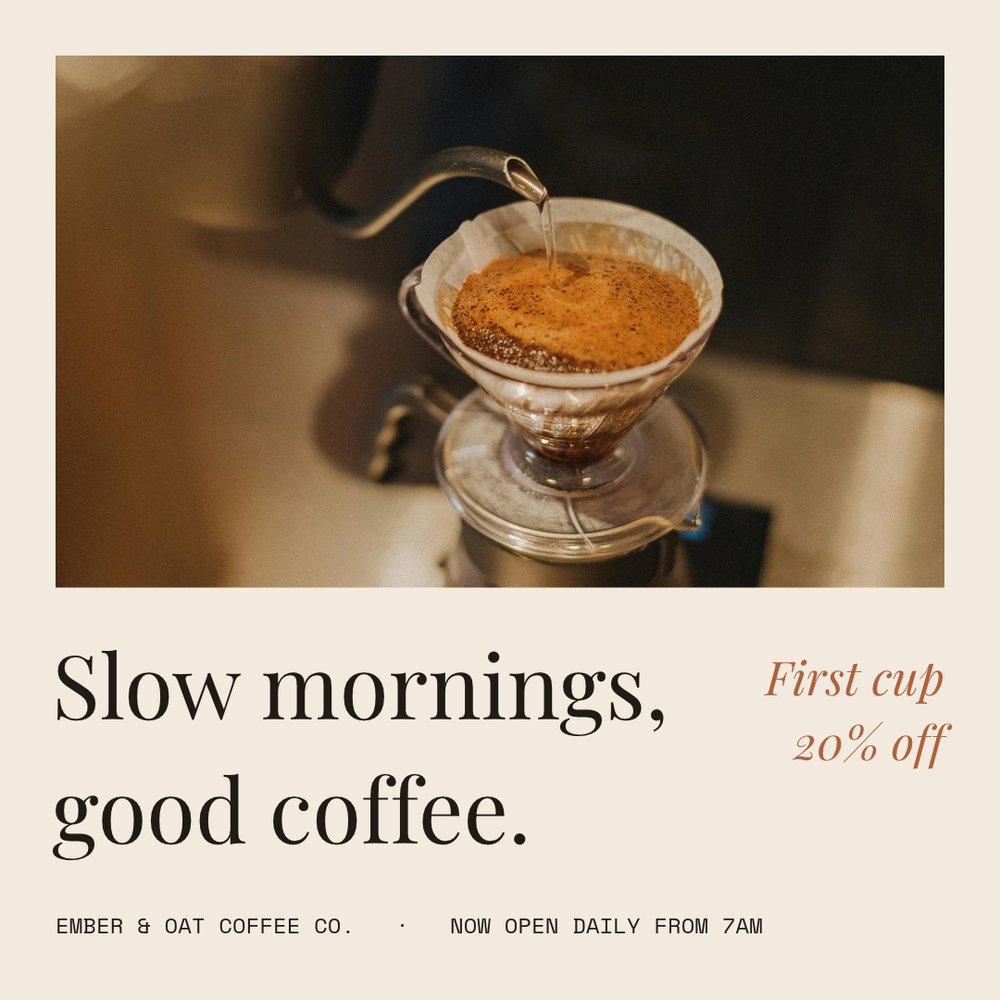 Slow mornings,
good coffee.
First cup
20% off
EMBER & OAT COFFEE CO. · NOW OPEN DAILY FROM 7AM